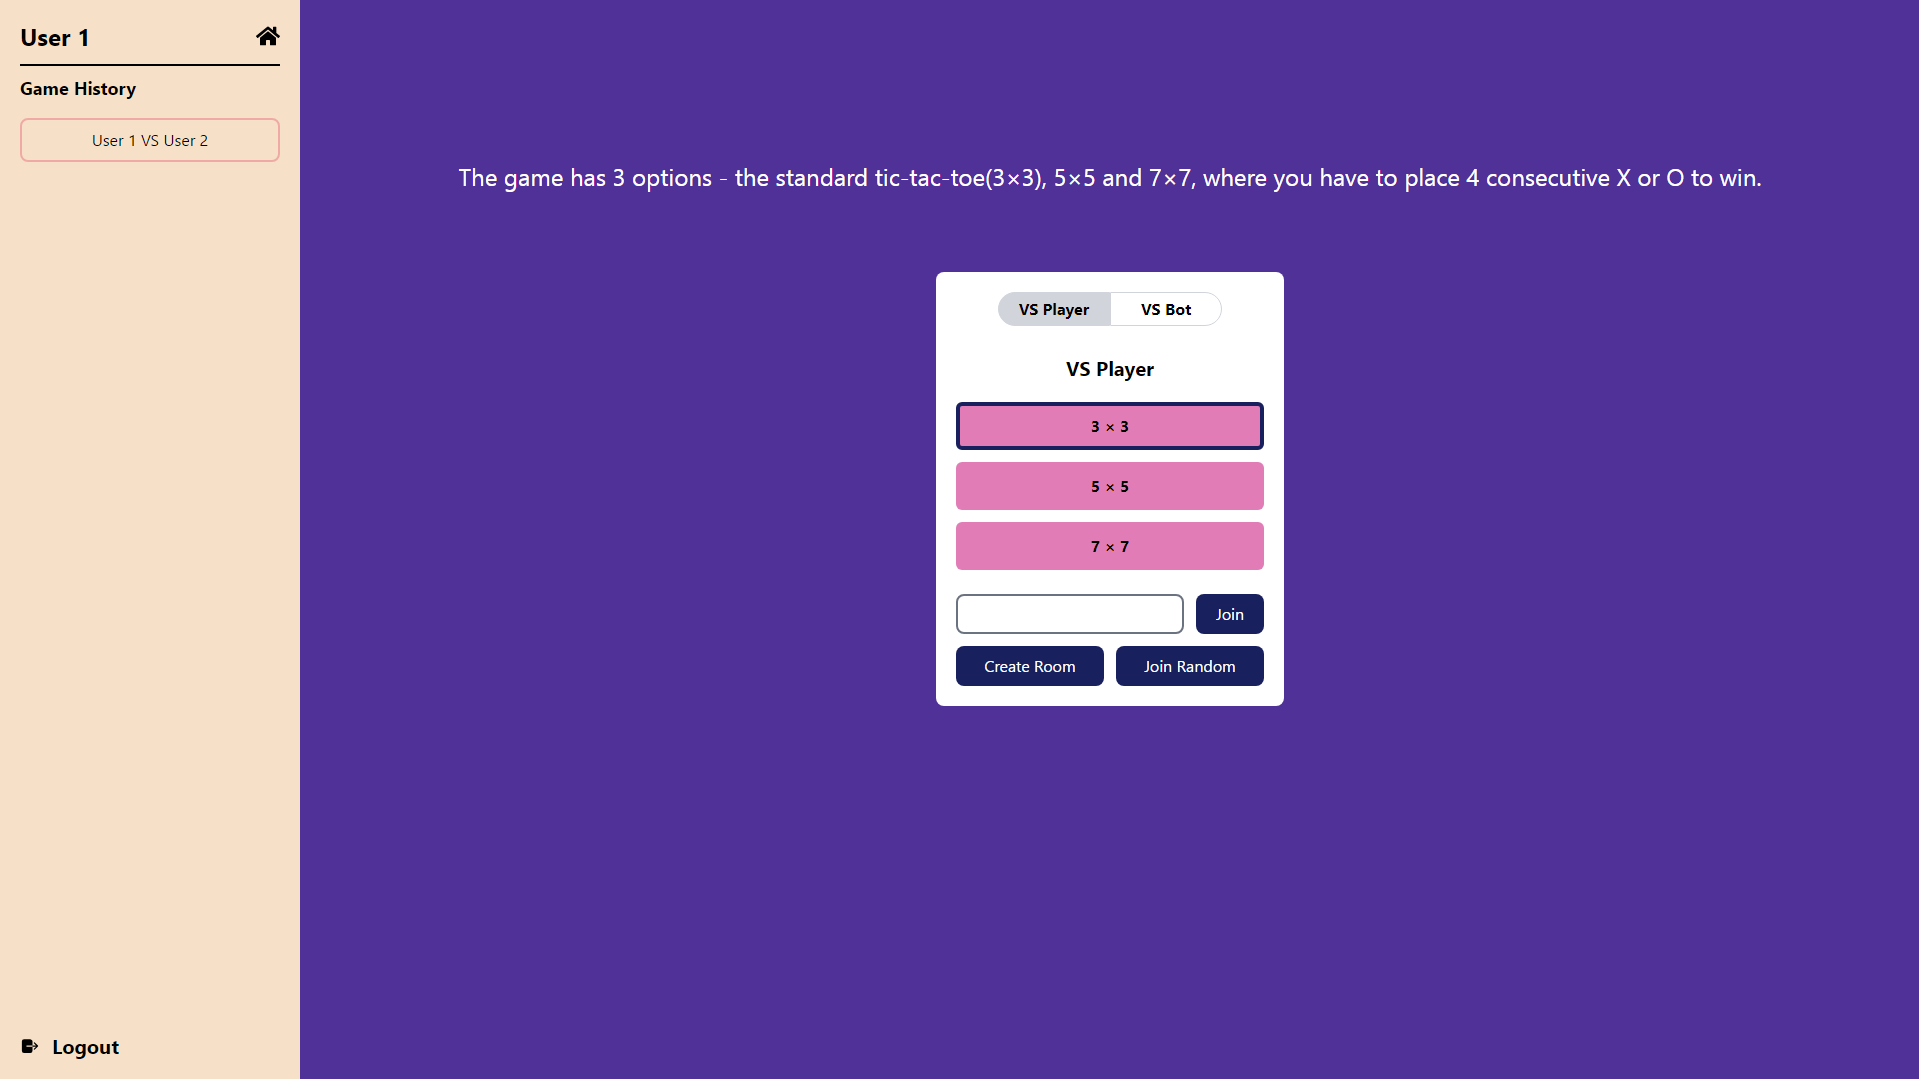 User 1
Game History
User 1 VS User 2
The game has 3 options - the standard tic-tac-toe(3×3), 5×5 and 7×7, where you have to place 4 consecutive X or O to win.
VS Player VS Bot
VS Player
3 × 3
5 × 5
7 × 7
Join
Create Room Join Random
Logout